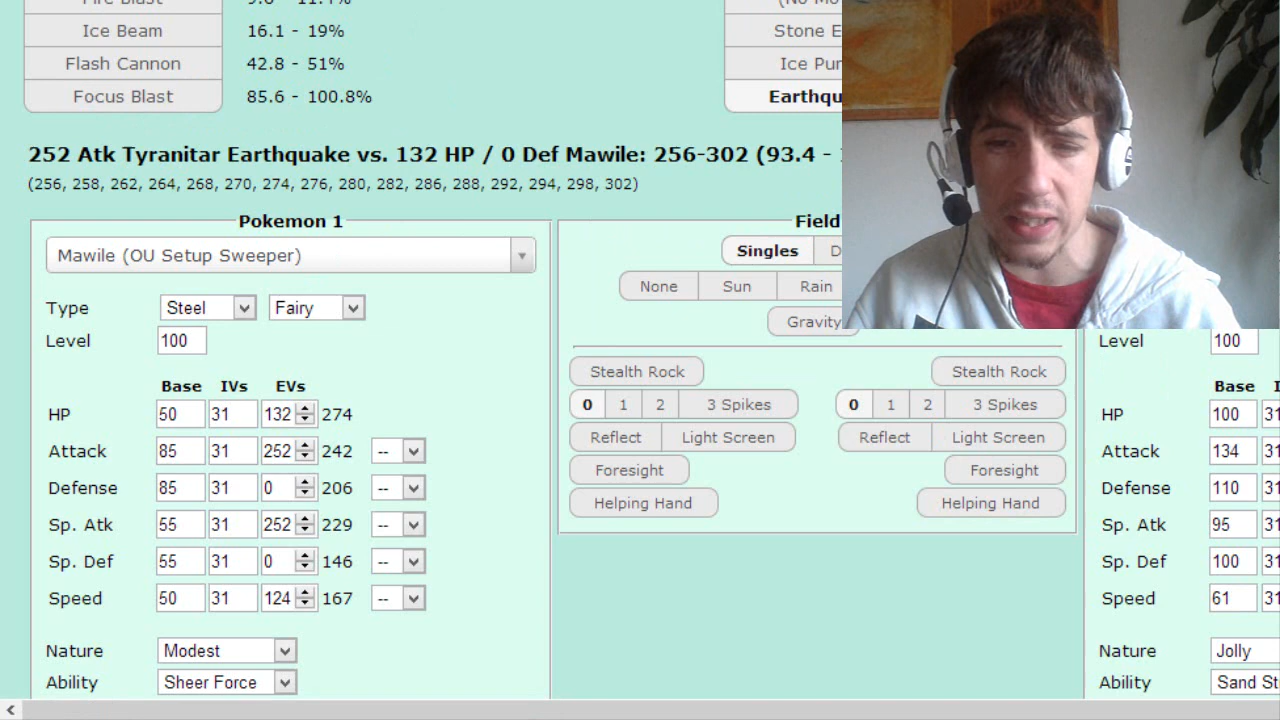 Ice Beam 16.1 - 19% Stone E
Flash Cannon 42.8 - 51% Ice Pur
Focus Blast 85.6 - 100.8% Earthqu
252 Atk Tyranitar Earthquake vs. 132 HP / 0 Def Mawile: 256-302 (93.4 -
(256, 258, 262, 264, 268, 270, 274, 276, 280, 282, 286, 288, 292, 294, 298, 302)
Pokemon 1
Mawile (OU Setup Sweeper)
Type Steel Fairy
Level 100
Base IVs EVs
HP 50 31 132 274
Attack 85 31 252 242 --
Defense 85 31 0 206 --
Sp. Atk 55 31 252 229 --
Sp. Def 55 31 0 146 --
Speed 50 31 124 167 --
Nature Modest
Ability Sheer Force
Field
Singles D
None Sun Rain
Gravity
Stealth Rock Stealth Rock
0 1 2 3 Spikes 0 1 2 3 Spikes
Reflect Light Screen Reflect Light Screen
Foresight Foresight
Helping Hand Helping Hand
Level 100
Base
HP 100 31
Attack 134 31
Defense 110 31
Sp. Atk 95 31
Sp. Def 100 31
Speed 61 31
Nature Jolly
Ability Sand St